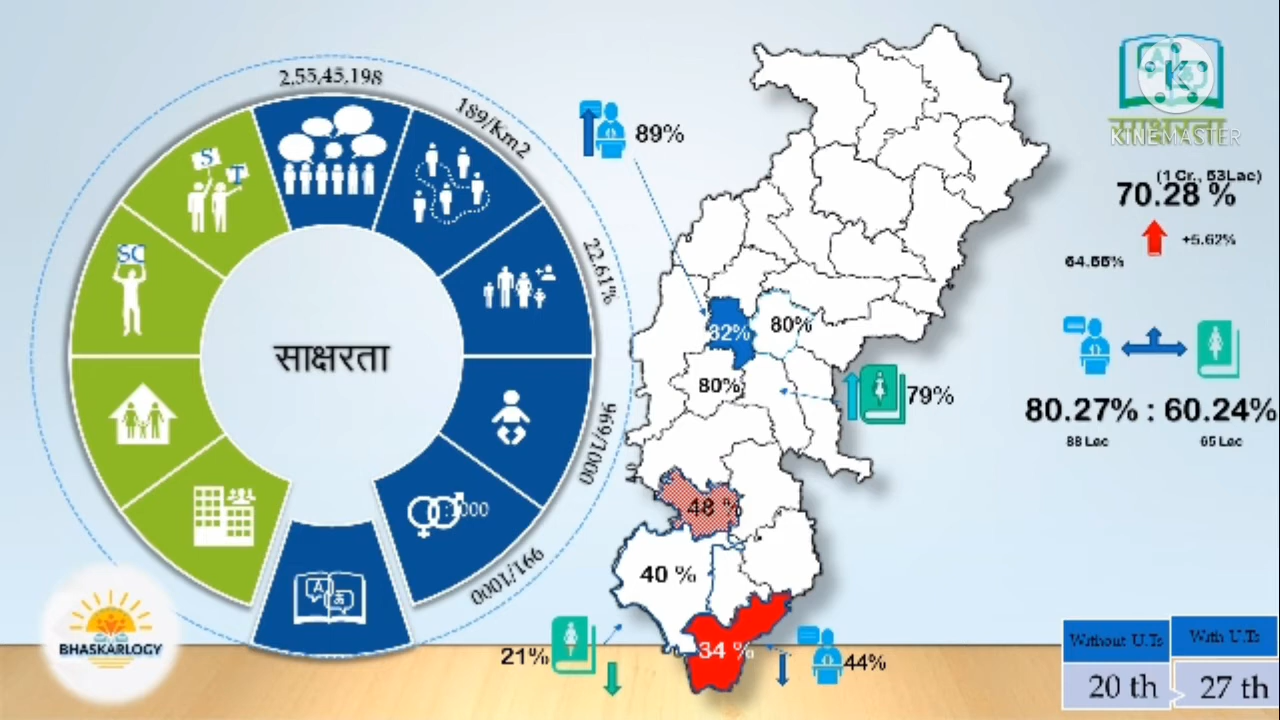 2,55,45,198
189/Km2
22.61%
969/1000
991/1000
S
T
SC
साक्षरता
A
BHASKARLOGY
89%
32%
80%
80%
79%
48 %
40 %
34 %
21%
44%
साक्षरता
KINEMASTER
(1 Cr., 53Lac)
70.28 %
+5.62%
64.66%
80.27% : 60.24%
88 Lac
65 Lac
Without U.Ts
With U.Ts
20 th
27 th